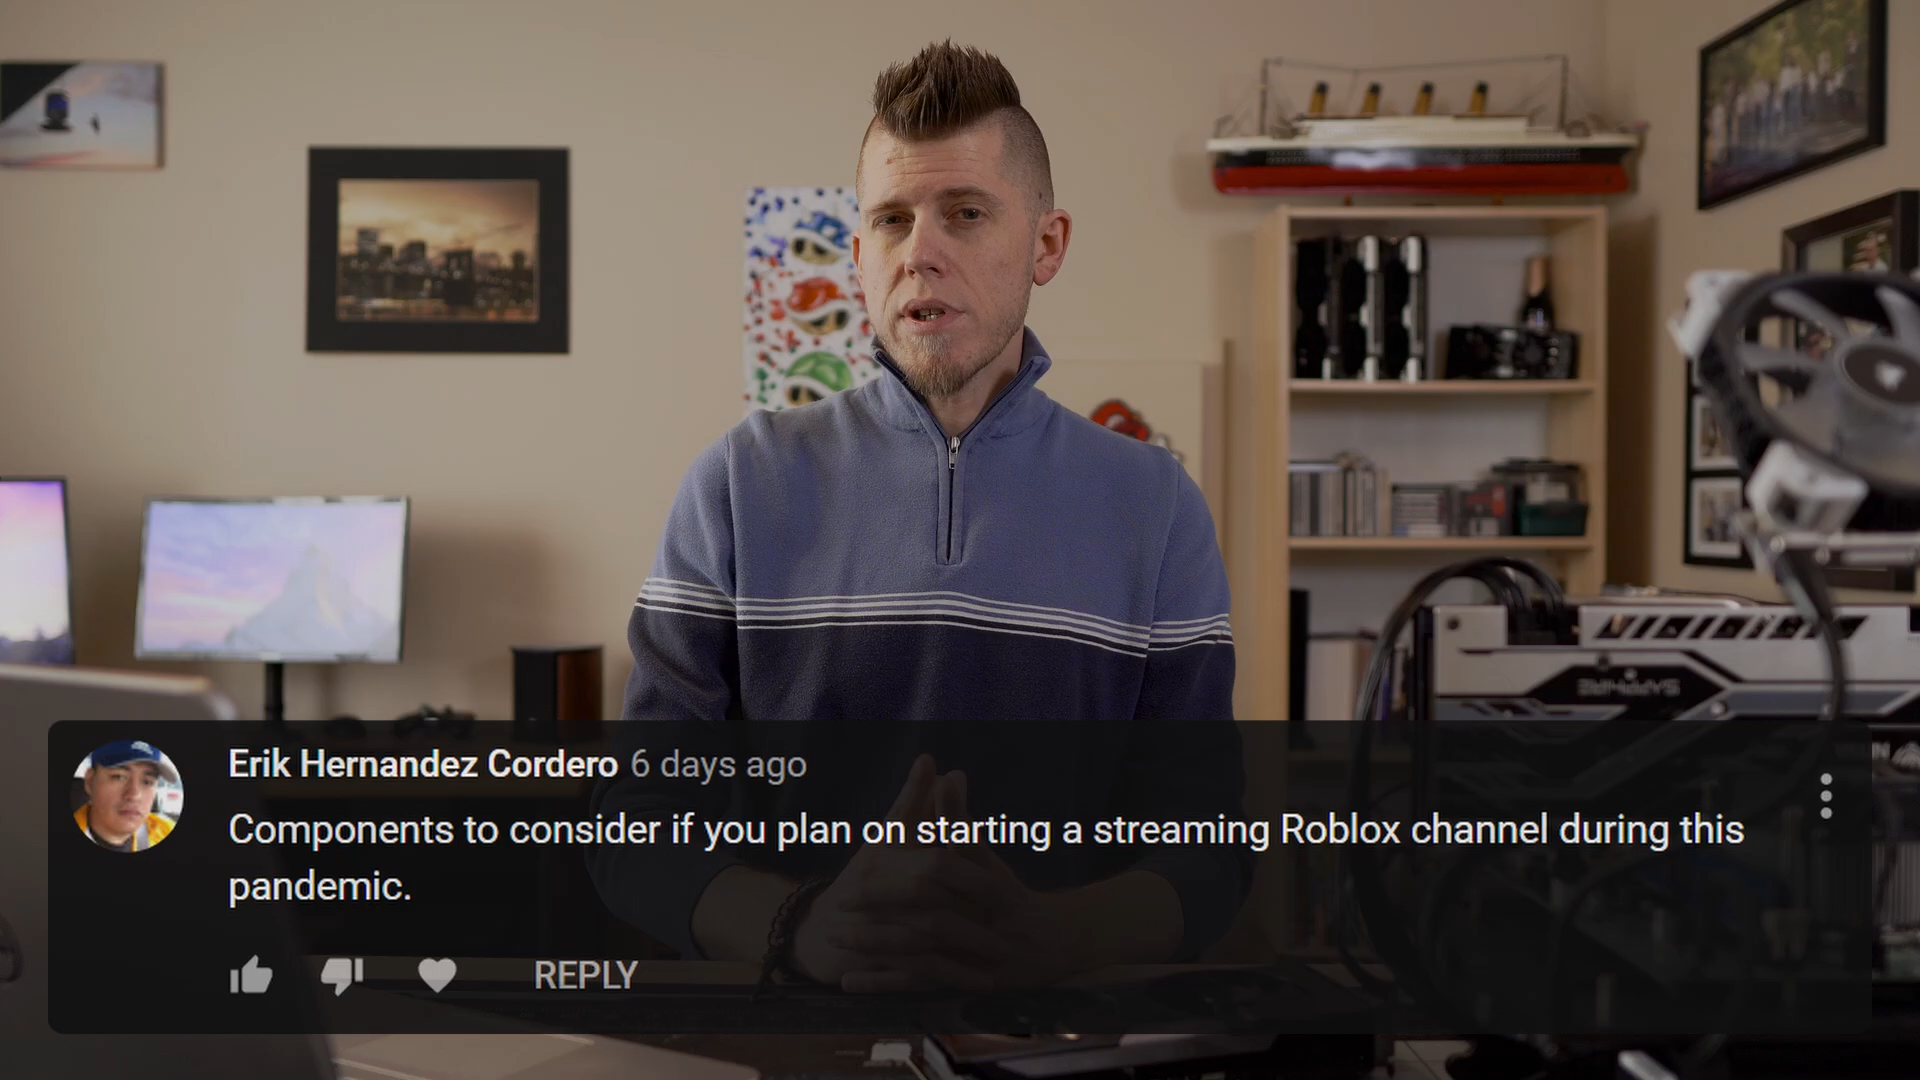 Erik Hernandez Cordero 6 days ago
Components to consider if you plan on starting a streaming Roblox channel during this
pandemic.
REPLY